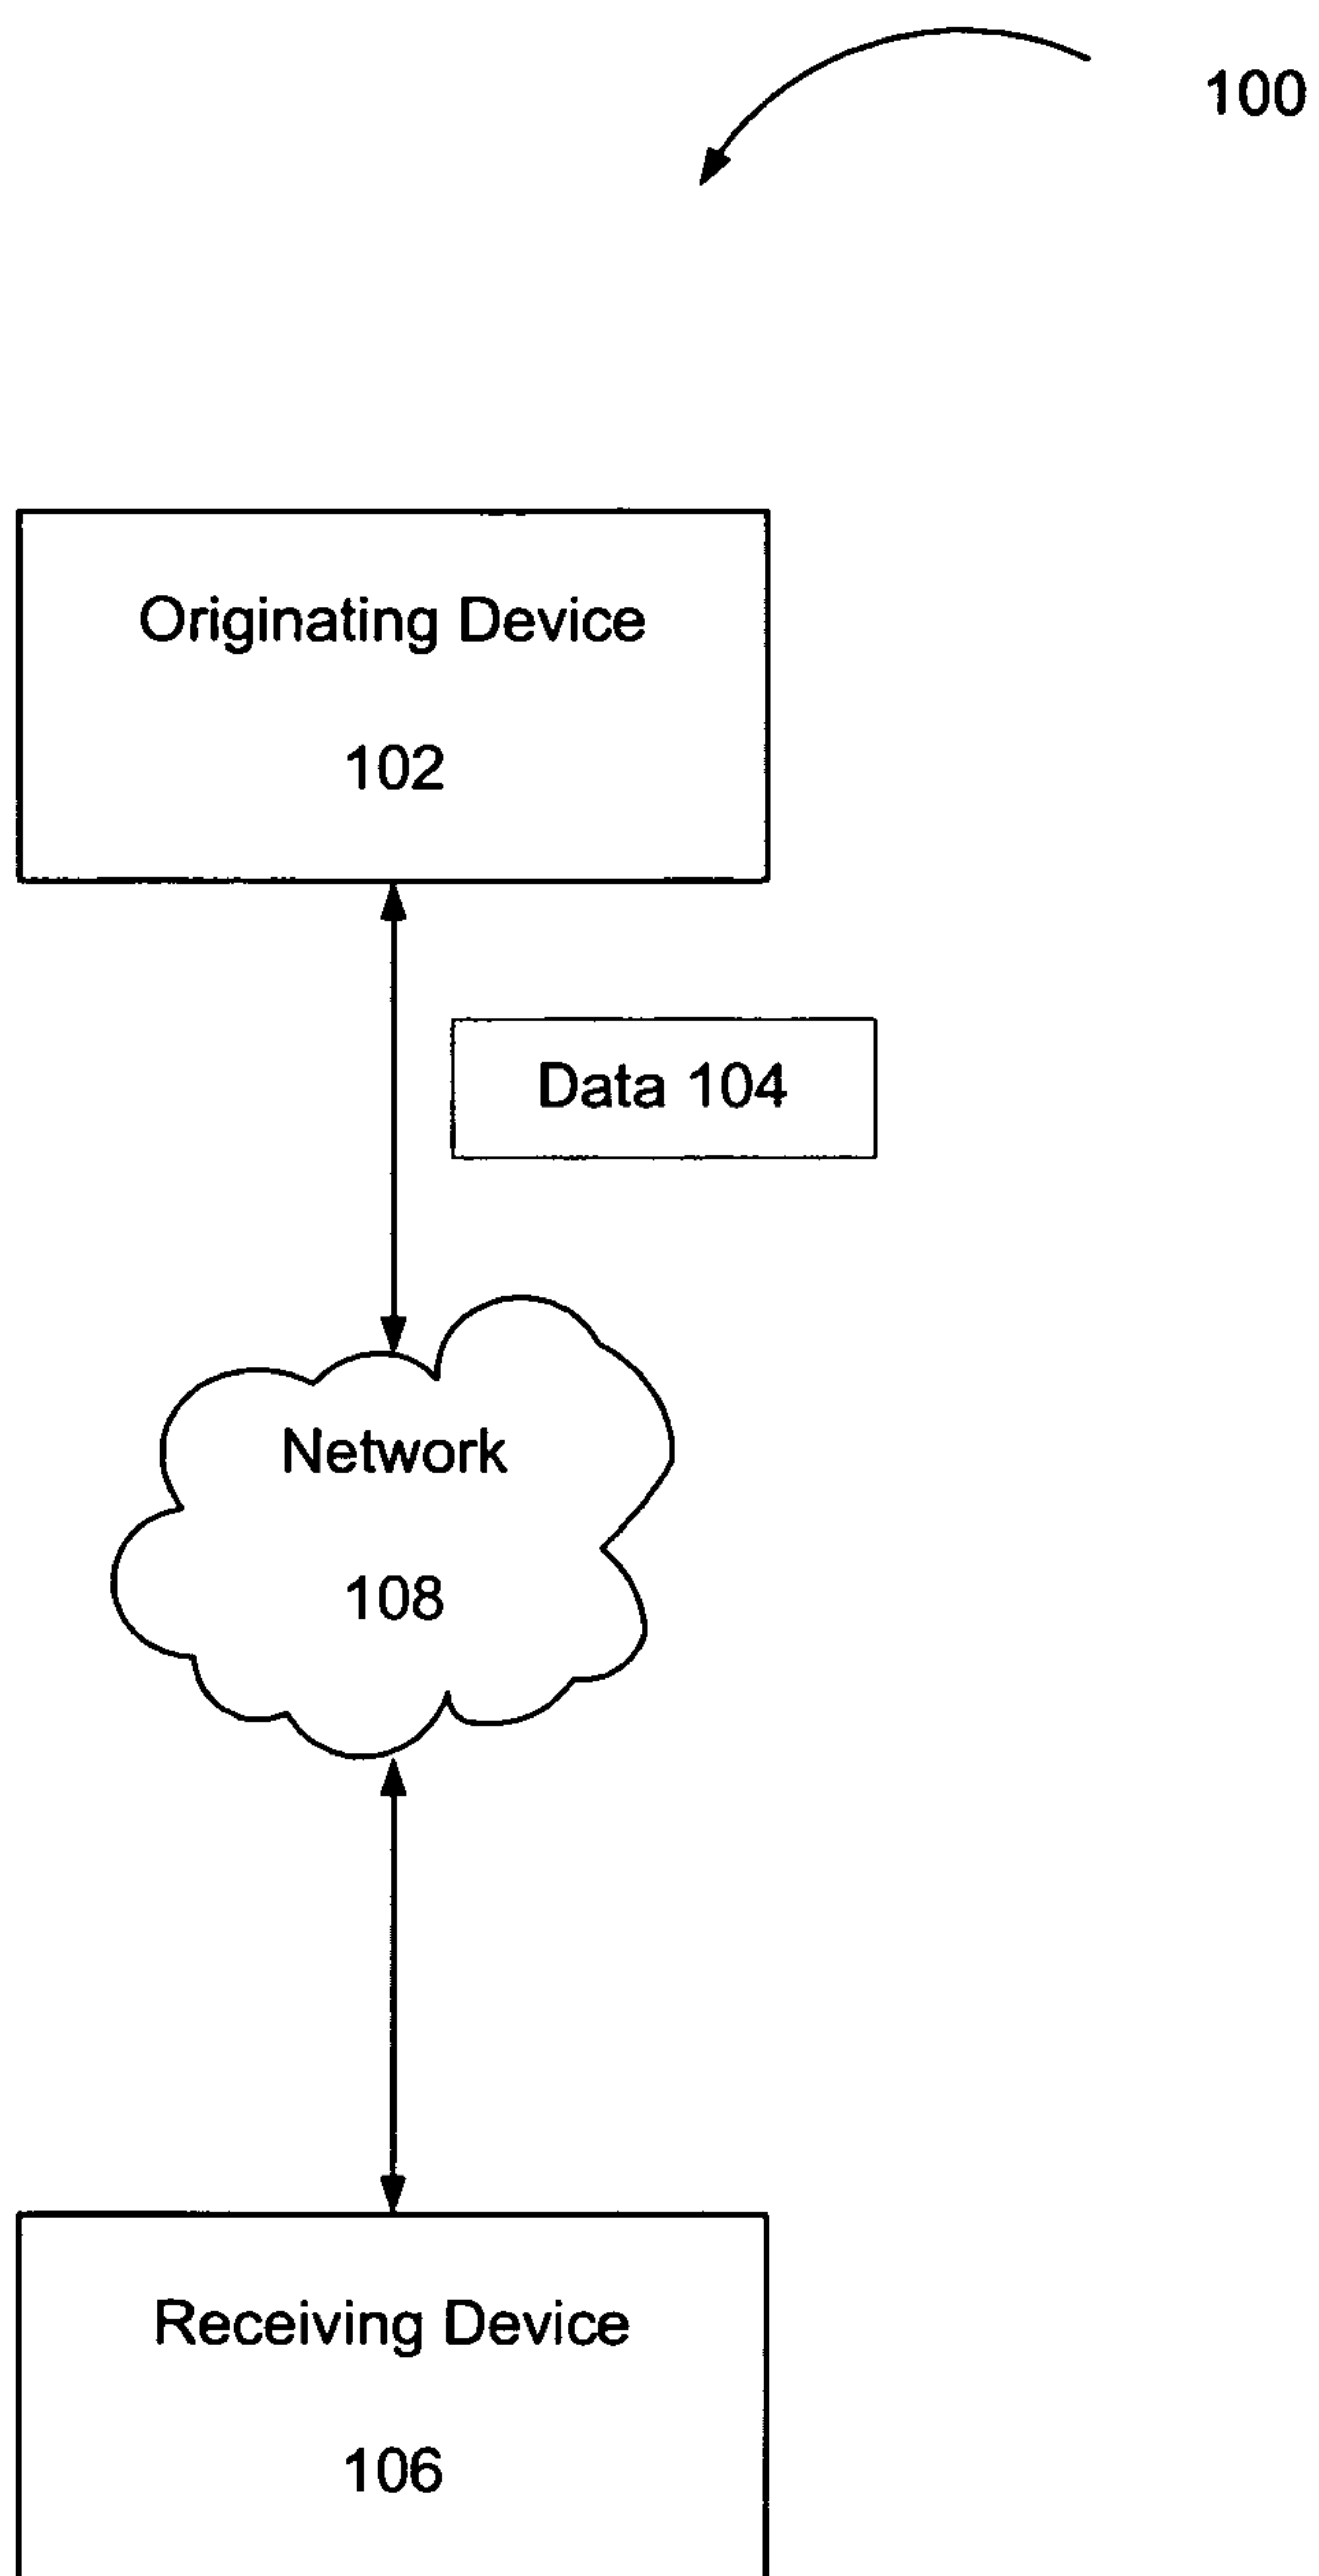 100
Originating Device
102
Data 104
Network
108
Receiving Device
106